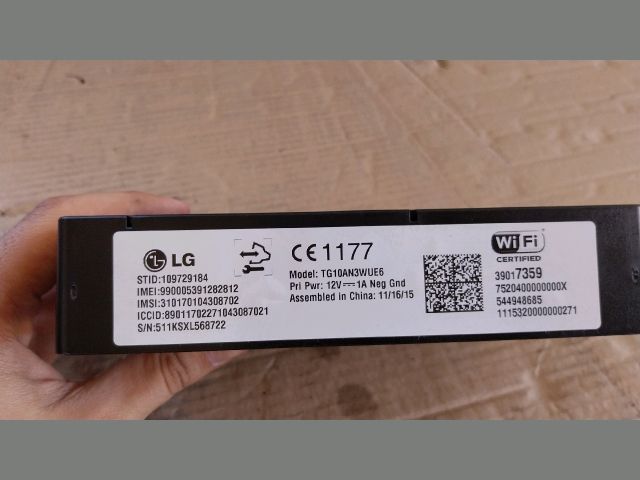 LG
STID:109729184
IMEI:990005391282812
IMSI:310170104308702
ICCID:89011702271043087021
S/N:511KSXL568722
CE1177
Model: TG10AN3WUE6
Pri Pwr: 12V⎓1A Neg Gnd
Assembled in China: 11/16/15
WiFi
CERTIFIED
39017359
7520400000000X
544948685
1115320000000271